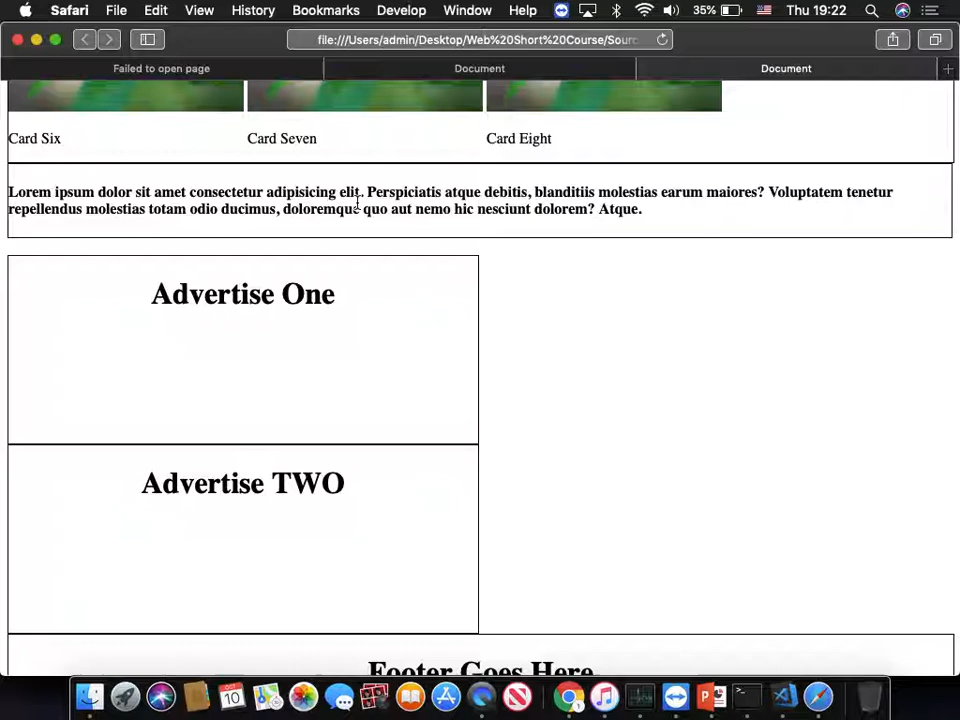 Safari File Edit View History Bookmarks Develop Window Help 35% Thu 19:22
file:///Users/admin/Desktop/Web%20Short%20Course/Sourc
Failed to open page Document Document
Card Six Card Seven Card Eight
Lorem ipsum dolor sit amet consectetur adipisicing elit. Perspiciatis atque debitis, blanditiis molestias earum maiores? Voluptatem tenetur
repellendus molestias totam odio ducimus, doloremque quo aut nemo hic nesciunt dolorem? Atque.
Advertise One
Advertise TWO
Footer Goes Here
OCT
10